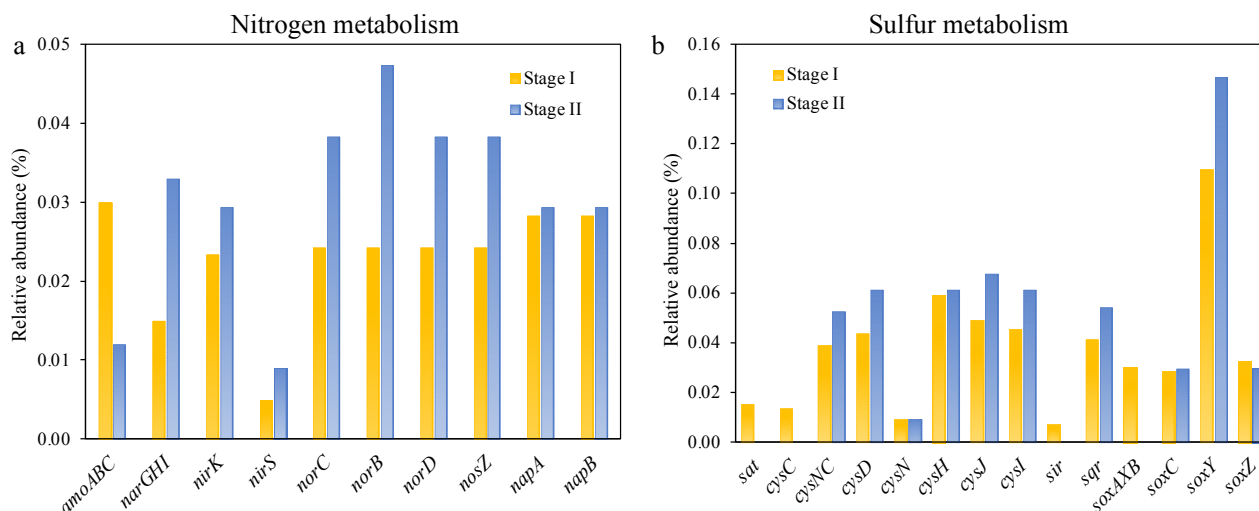 a
Nitrogen metabolism
0.05
0.04
0.03
0.02
0.01
0.00
Relative abundance (%)
Stage I
Stage II
amoABC
narGHI
nirK
nirS
norC
norB
norD
nosZ
napA
napB
b
Sulfur metabolism
0.16
0.14
0.12
0.10
0.08
0.06
0.04
0.02
0.00
Relative abundance (%)
Stage I
Stage II
sat
cysC
cysNC
cysD
cysN
cysH
cysJ
cysI
sir
sqr
soxAXB
soxC
soxY
soxZ